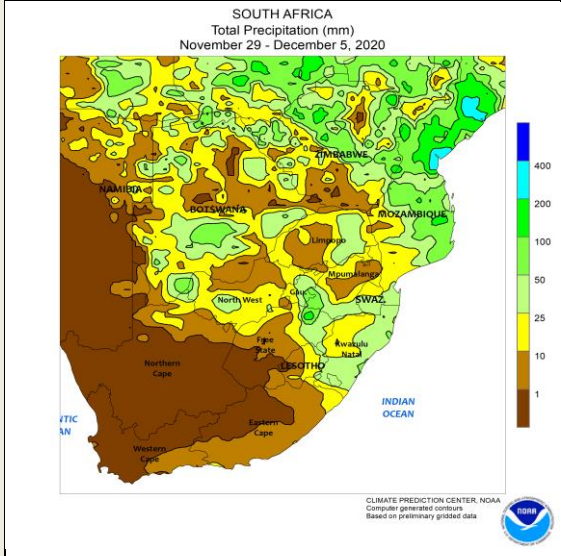 SOUTH AFRICA
Total Precipitation (mm)
November 29 - December 5, 2020
ZIMBABWE
NAMIBIA
BOTSWANA
MOZAMBIQUE
Limpopo
Mpumalanga
Gau.
North West
SWAZ.
Free
State
Kwazulu
Natal
LESOTHO
Northern
Cape
Eastern
Cape
Western
Cape
INDIAN
OCEAN
NTIC
AN
400
200
100
50
25
10
1
CLIMATE PREDICTION CENTER, NOAA
Computer generated contours
Based on preliminary gridded data
NOAA